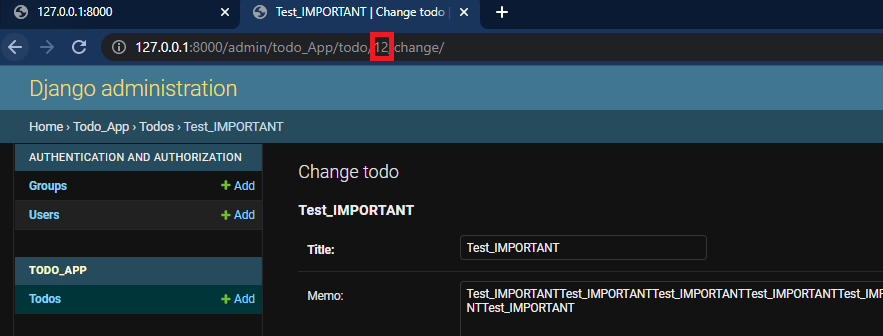 127.0.0.1:8000
Test_IMPORTANT | Change todo |
127.0.0.1:8000/admin/todo_App/todo/12/change/
Django administration
Home › Todo_App › Todos › Test_IMPORTANT
AUTHENTICATION AND AUTHORIZATION
Groups + Add
Users + Add
TODO_APP
Todos + Add
Change todo
Test_IMPORTANT
Title: Test_IMPORTANT
Memo: Test_IMPORTANTTest_IMPORTANTTest_IMPORTANTTest_IMPORTANTTest_IMF
NTTest_IMPORTANT